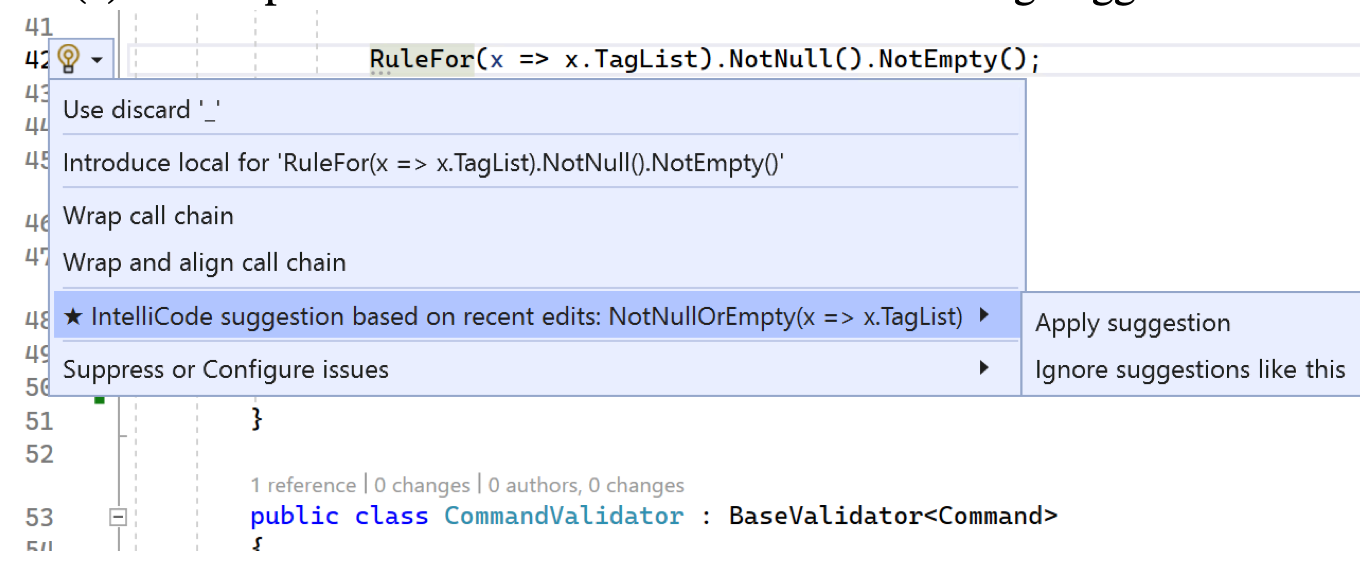 41
42 RuleFor(x => x.TagList).NotNull().NotEmpty();
43
Use discard '_'
44
45 Introduce local for 'RuleFor(x => x.TagList).NotNull().NotEmpty()'
46 Wrap call chain
47 Wrap and align call chain
48 ★ IntelliCode suggestion based on recent edits: NotNullOrEmpty(x => x.TagList)
Apply suggestion
49
Suppress or Configure issues
Ignore suggestions like this
50
51 }
52
1 reference | 0 changes | 0 authors, 0 changes
53 public class CommandValidator : BaseValidator<Command>
54 {